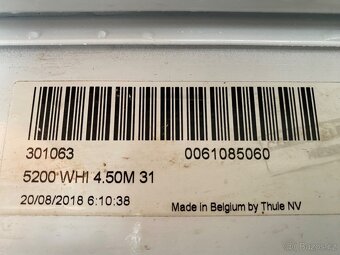 301063 0061085060
5200 WHI 4.50M 31
20/08/2018 6:10:38 Made in Belgium by Thule NV